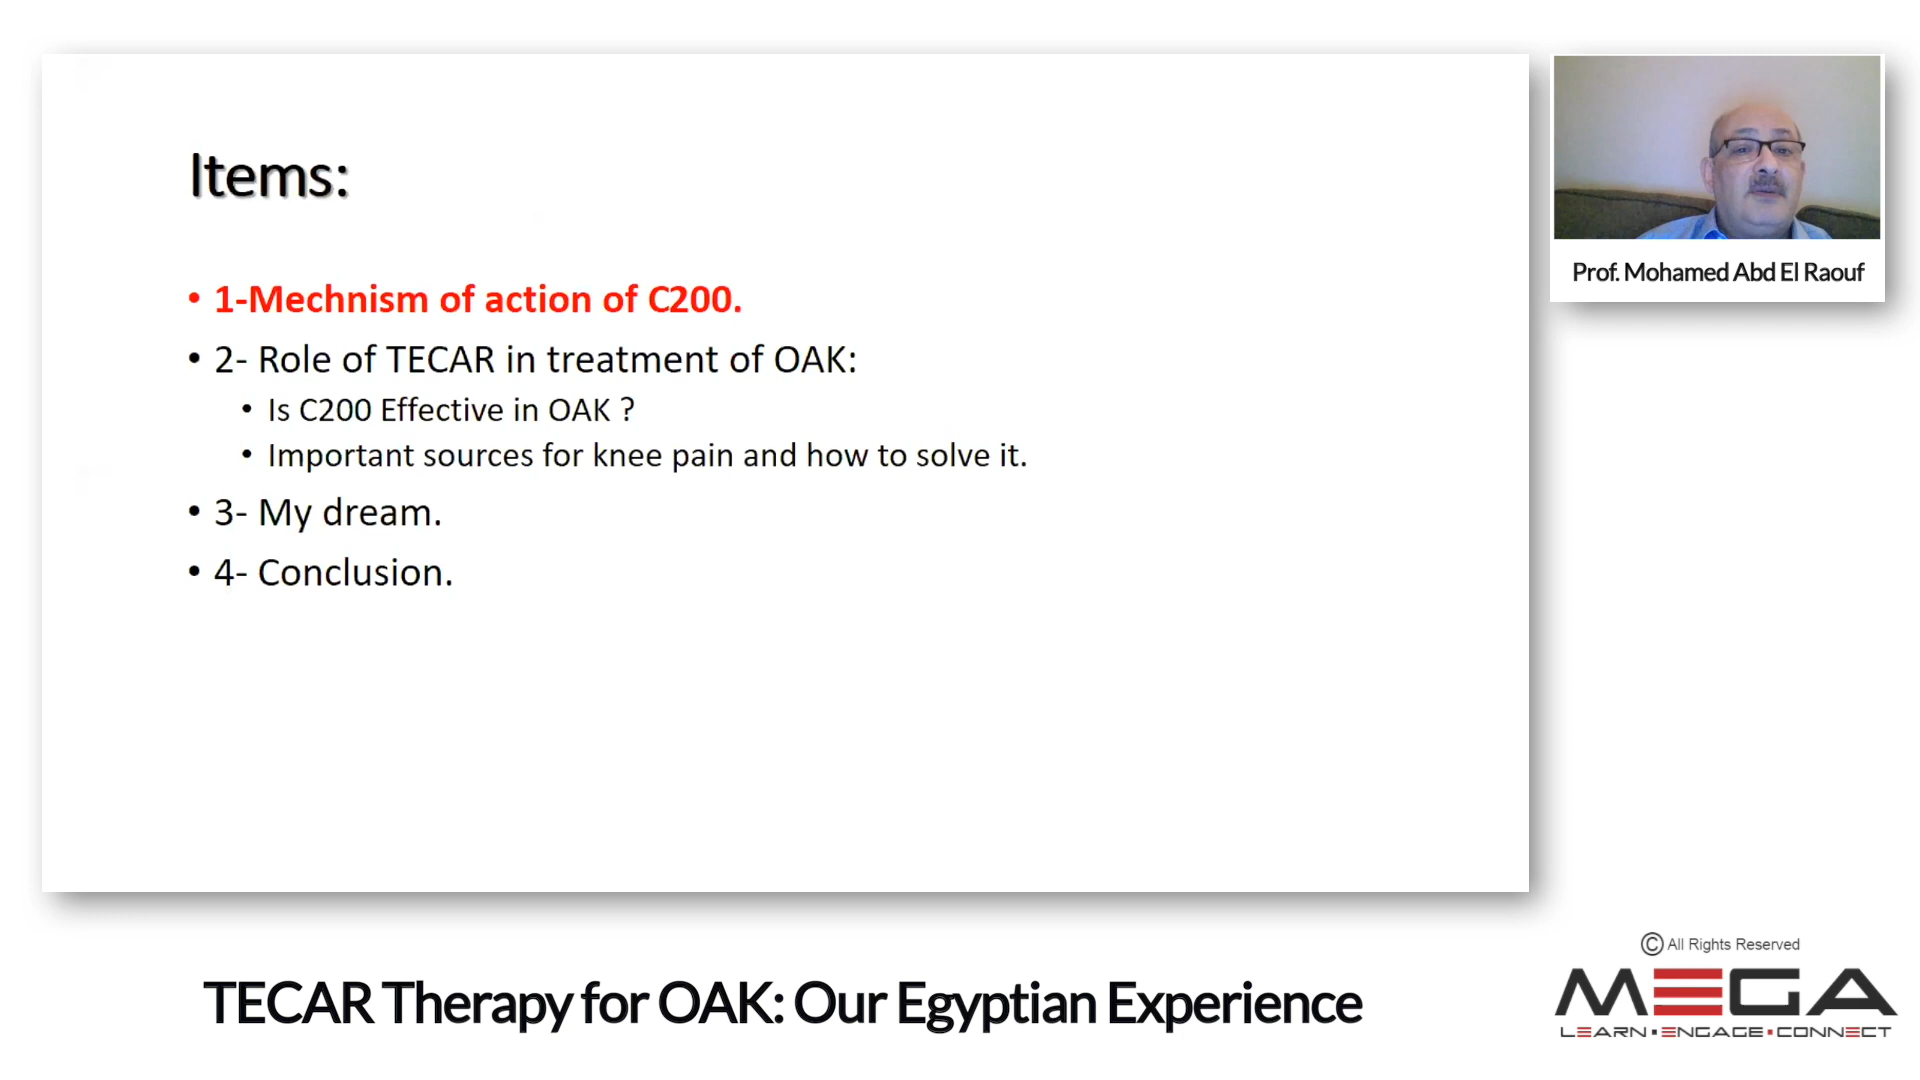 Items:
• 1-Mechnism of action of C200.
• 2- Role of TECAR in treatment of OAK:
• Is C200 Effective in OAK ?
• Important sources for knee pain and how to solve it.
• 3- My dream.
• 4- Conclusion.
Prof. Mohamed Abd El Raouf
TECAR Therapy for OAK: Our Egyptian Experience
© All Rights Reserved
MEGA
LEARN • ENGAGE • CONNECT